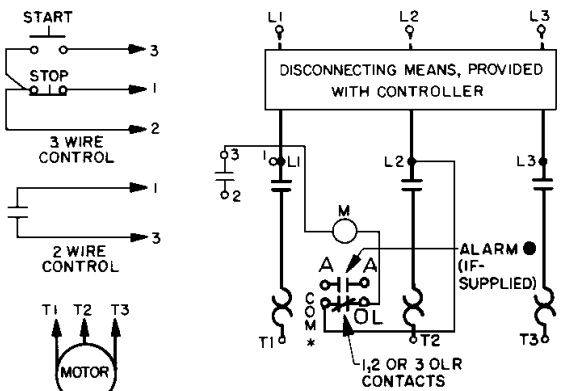 START
3
STOP
1
2
3 WIRE
CONTROL
1
3
2 WIRE
CONTROL
T1 T2 T3
MOTOR
L1 L2 L3
DISCONNECTING MEANS, PROVIDED
WITH CONTROLLER
3
2
1 L1
L2
L3
M
A A
ALARM
(IF-
SUPPLIED)
COM*
OL
T1
T2
T3
1,2 OR 3 OLR
CONTACTS